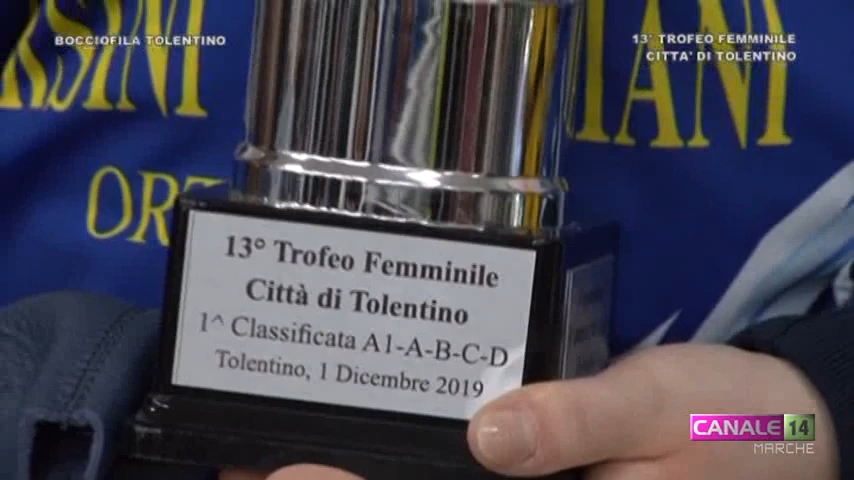 BOCCIOFILA TOLENTINO
13° TROFEO FEMMINILE
CITTA' DI TOLENTINO
13° Trofeo Femminile
Città di Tolentino
1^ Classificata A1-A-B-C-D
Tolentino, 1 Dicembre 2019
CANALE 14
MARCHE